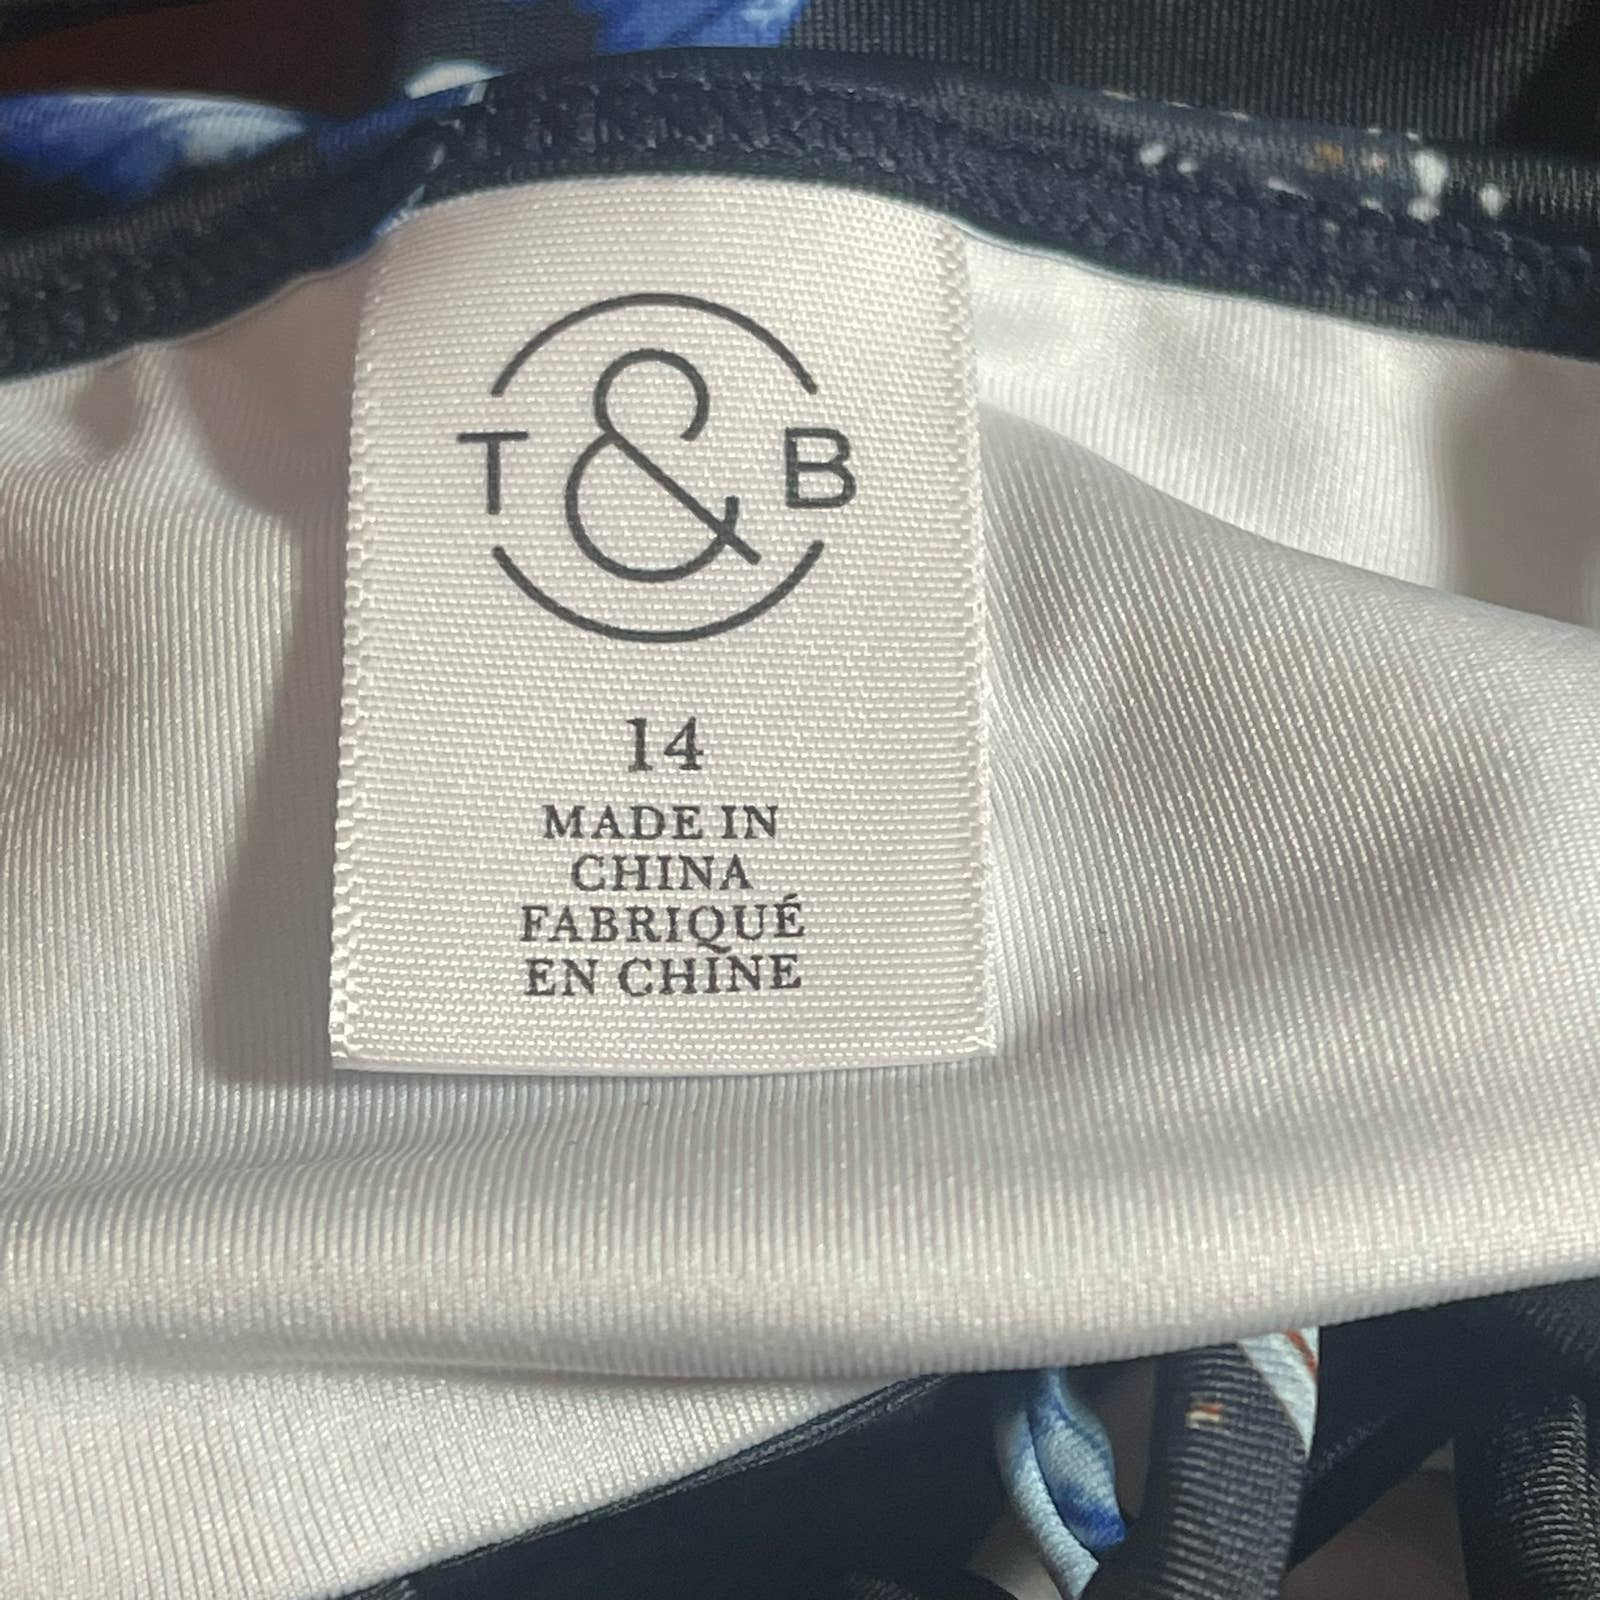 T & B
14
MADE IN
CHINA
FABRIQUÉ
EN CHINE